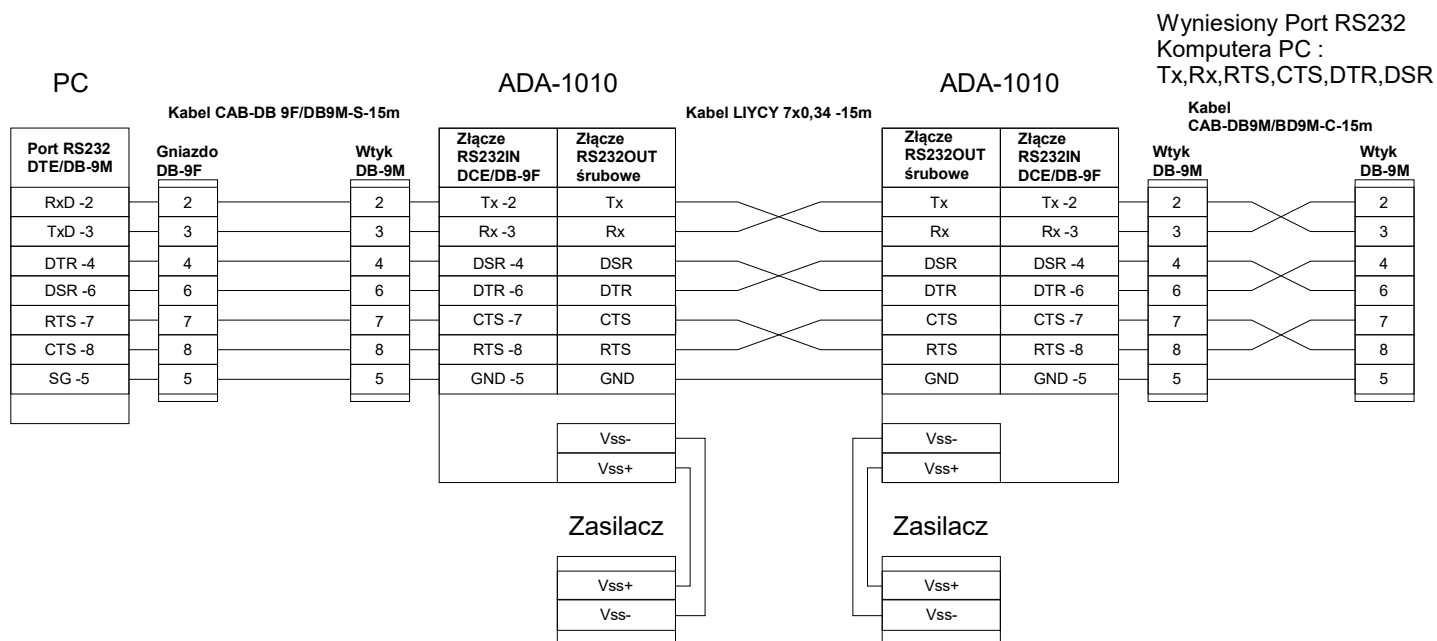 Wyniesiony Port RS232
Komputera PC :
Tx,Rx,RTS,CTS,DTR,DSR
PC
ADA-1010
ADA-1010
Kabel CAB-DB 9F/DB9M-S-15m
Kabel LIYCY 7x0,34 -15m
Kabel
CAB-DB9M/BD9M-C-15m
Port RS232
DTE/DB-9M
RxD -2
TxD -3
DTR -4
DSR -6
RTS -7
CTS -8
SG -5
Gniazdo
DB-9F
2
3
4
6
7
8
5
Wtyk
DB-9M
2
3
4
6
7
8
5
Złącze
RS232IN
DCE/DB-9F
Tx -2
Rx -3
DSR -4
DTR -6
CTS -7
RTS -8
GND -5
Złącze
RS232OUT
śrubowe
Tx
Rx
DSR
DTR
CTS
RTS
GND
Vss-
Vss+
Złącze
RS232OUT
śrubowe
Tx
Rx
DSR
DTR
CTS
RTS
GND
Vss-
Vss+
Złącze
RS232IN
DCE/DB-9F
Tx -2
Rx -3
DSR -4
DTR -6
CTS -7
RTS -8
GND -5
Wtyk
DB-9M
2
3
4
6
7
8
5
Wtyk
DB-9M
2
3
4
6
7
8
5
Zasilacz
Vss+
Vss-
Zasilacz
Vss+
Vss-